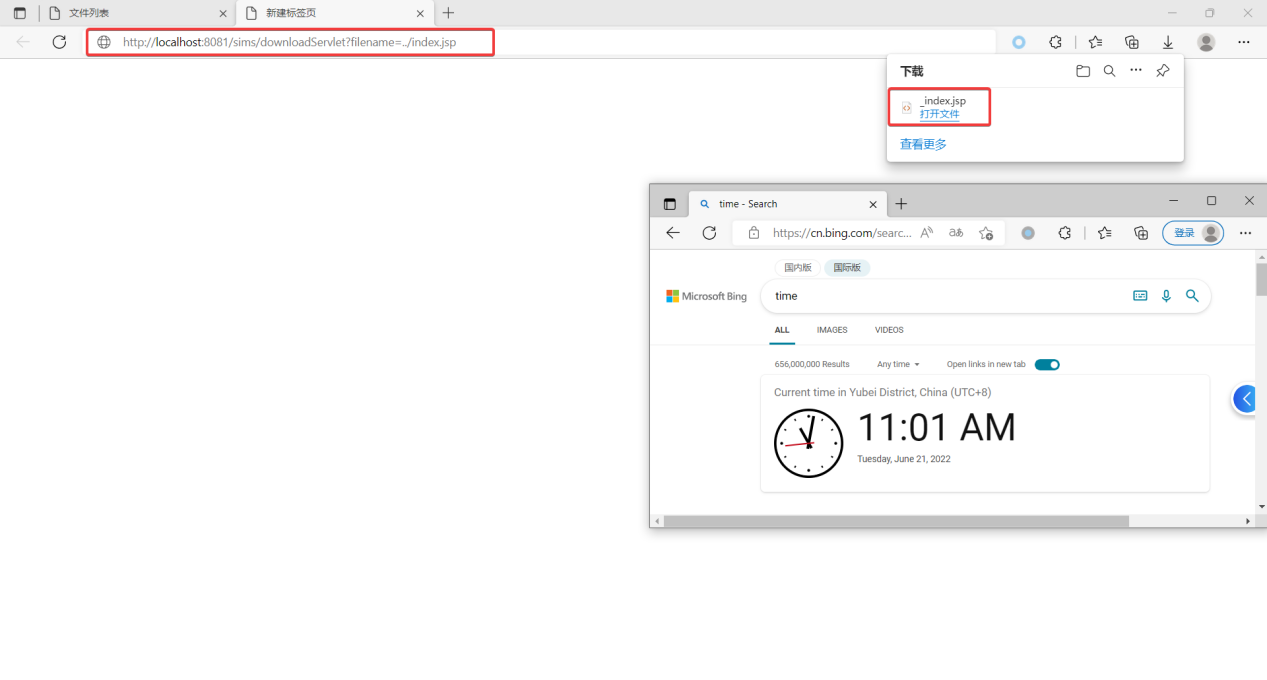 文件列表
新建标签页
http://localhost:8081/sims/downloadServlet?filename=../index.jsp
下载
_index.jsp
打开文件
查看更多
time - Search
https://cn.bing.com/searc...
登录
国内版 国际版
Microsoft Bing
time
ALL IMAGES VIDEOS
656,000,000 Results Any time Open links in new tab
Current time in Yubei District, China (UTC+8)
11:01 AM
Tuesday, June 21, 2022